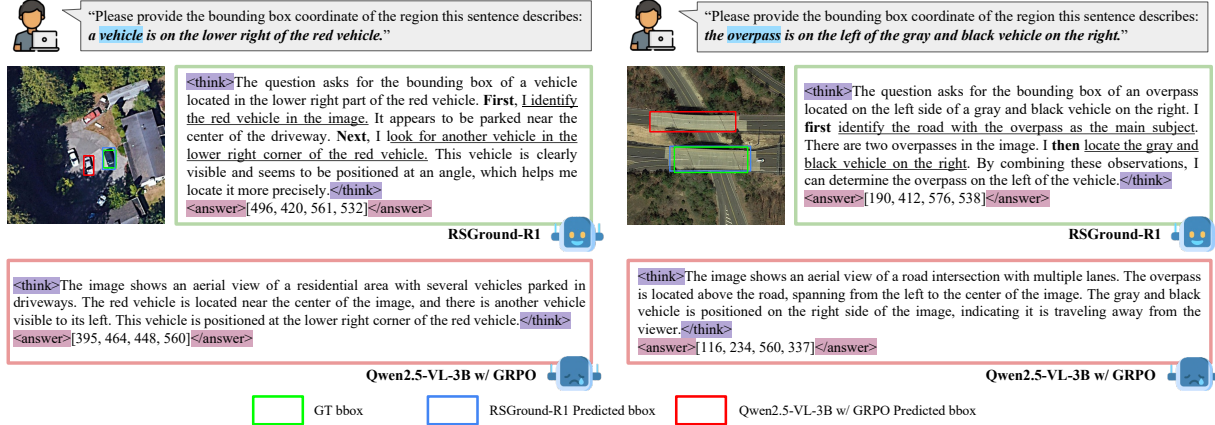 “Please provide the bounding box coordinate of the region this sentence describes:
a vehicle is on the lower right of the red vehicle.”
<think>The question asks for the bounding box of a vehicle
located in the lower right part of the red vehicle. First, I identify
the red vehicle in the image. It appears to be parked near the
center of the driveway. Next, I look for another vehicle in the
lower right corner of the red vehicle. This vehicle is clearly
visible and seems to be positioned at an angle, which helps me
locate it more precisely.</think>
<answer>[496, 420, 561, 532]</answer>
RSGround-R1
<think>The image shows an aerial view of a residential area with several vehicles parked in
driveways. The red vehicle is located near the center of the image, and there is another vehicle
visible to its left. This vehicle is positioned at the lower right corner of the red vehicle.</think>
<answer>[395, 464, 448, 560]</answer>
Qwen2.5-VL-3B w/ GRPO
“Please provide the bounding box coordinate of the region this sentence describes:
the overpass is on the left of the gray and black vehicle on the right.”
<think>The question asks for the bounding box of an overpass
located on the left side of a gray and black vehicle on the right. I
first identify the road with the overpass as the main subject.
There are two overpasses in the image. I then locate the gray and
black vehicle on the right. By combining these observations, I
can determine the overpass on the left of the vehicle.</think>
<answer>[190, 412, 576, 538]</answer>
RSGround-R1
<think>The image shows an aerial view of a road intersection with multiple lanes. The overpass
is located above the road, spanning from the left to the center of the image. The gray and black
vehicle is positioned on the right side of the image, indicating it is traveling away from the
viewer.</think>
<answer>[116, 234, 560, 337]</answer>
Qwen2.5-VL-3B w/ GRPO
GT bbox
RSGround-R1 Predicted bbox
Qwen2.5-VL-3B w/ GRPO Predicted bbox